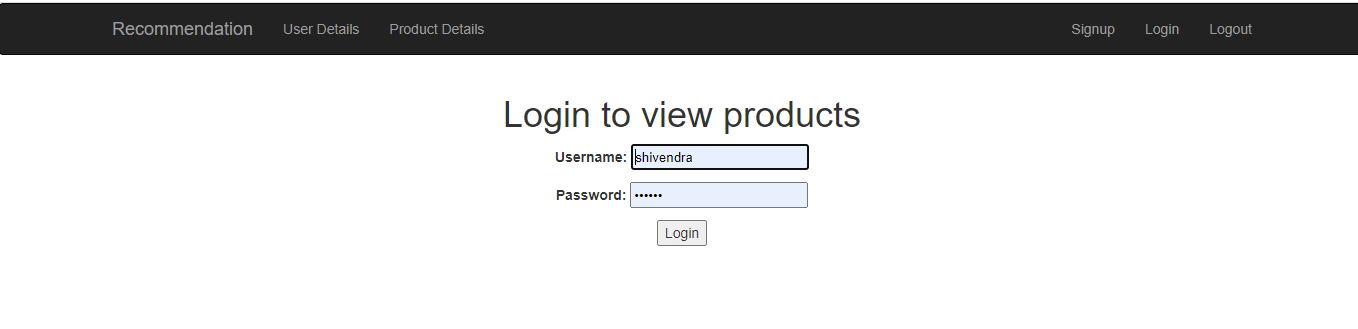 Recommendation User Details Product Details Signup Login Logout
Login to view products
Username: shivendra
Password: ••••••
Login